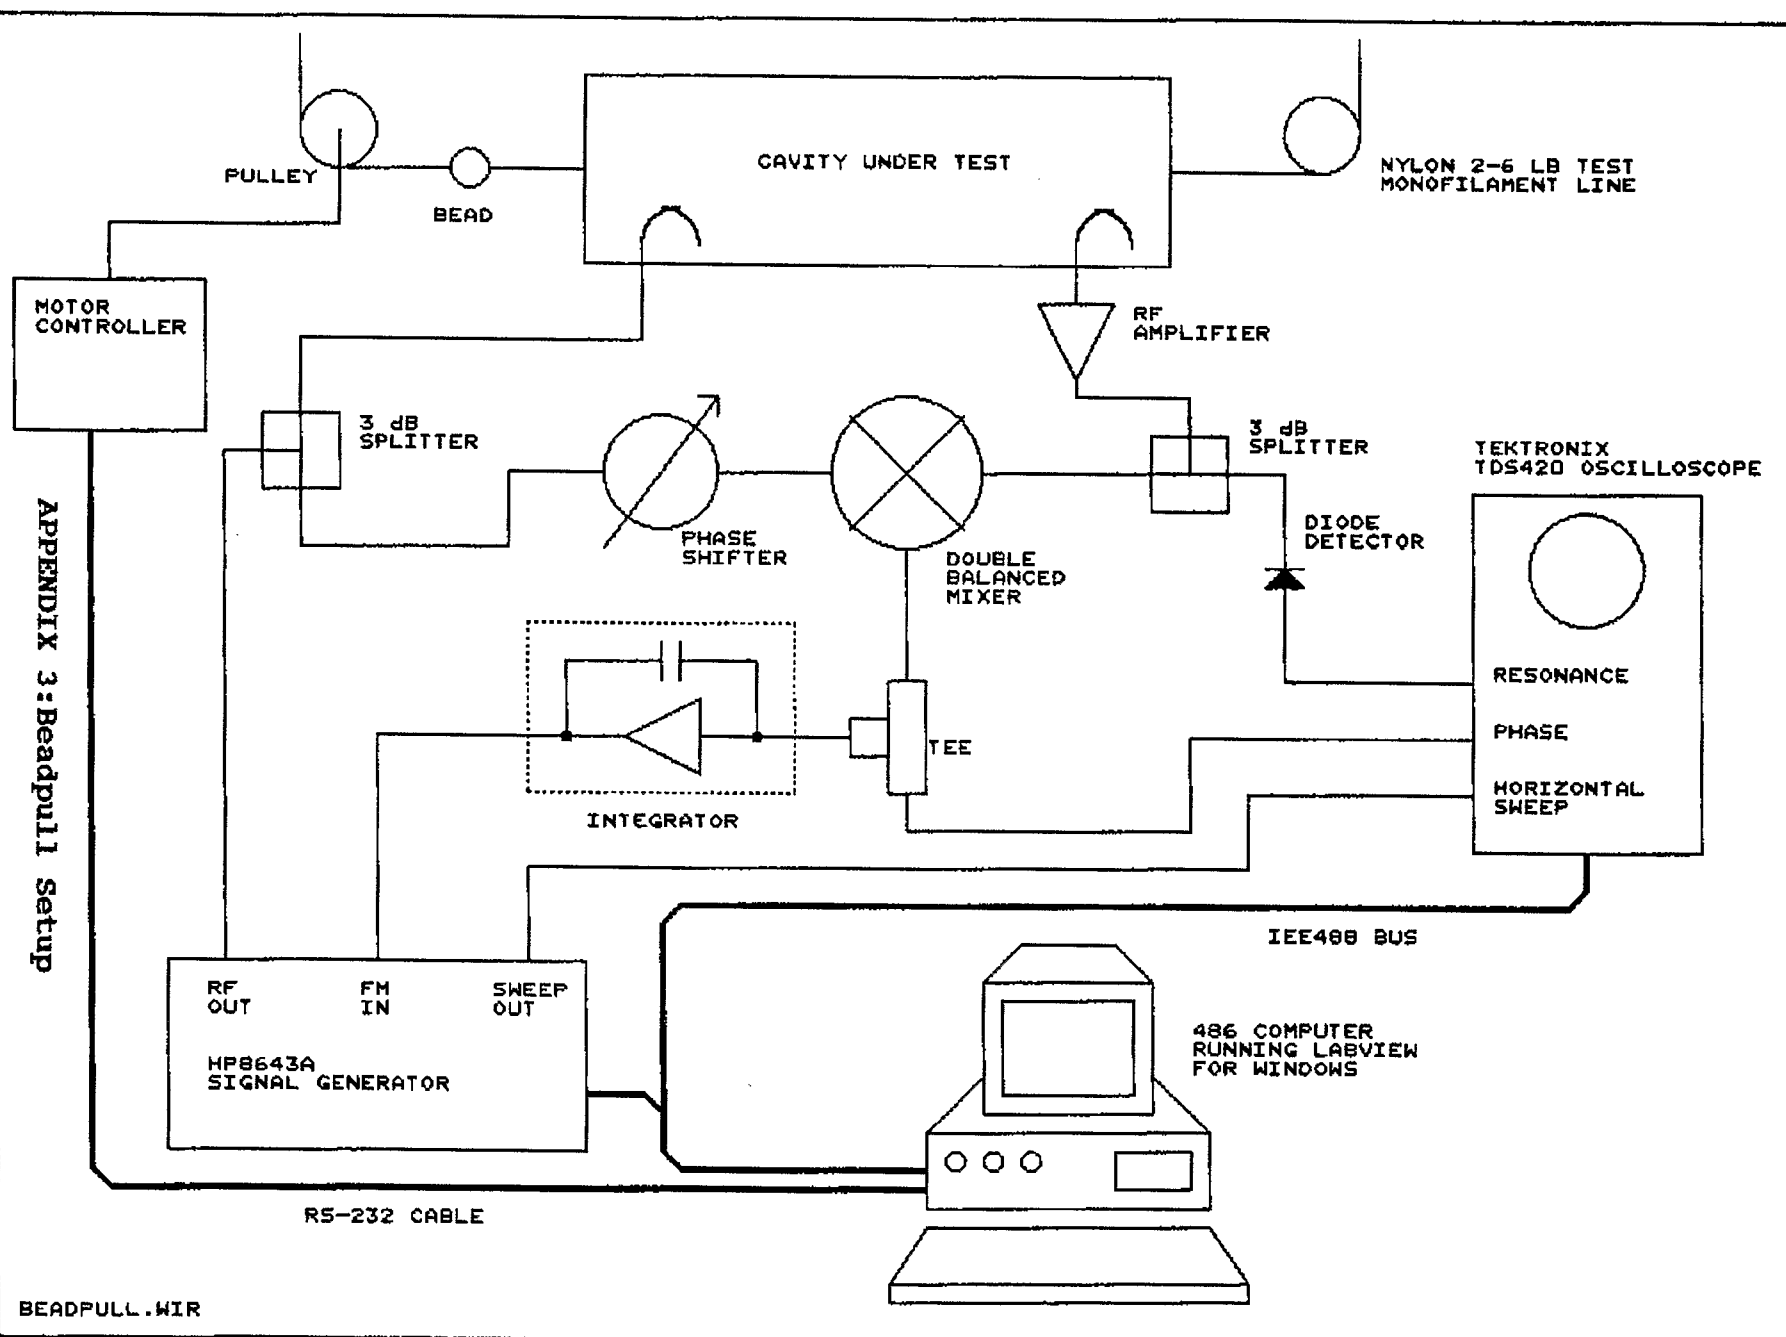 PULLEY
BEAD
CAVITY UNDER TEST
NYLON 2-6 LB TEST
MONOFILAMENT LINE
MOTOR
CONTROLLER
RF
AMPLIFIER
3 dB
SPLITTER
3 dB
SPLITTER
TEKTRONIX
TDS420 OSCILLOSCOPE
PHASE
SHIFTER
DOUBLE
BALANCED
MIXER
DIODE
DETECTOR
RESONANCE
PHASE
HORIZONTAL
SWEEP
TEE
INTEGRATOR
APPENDIX 3:Beadpull Setup
IEE488 BUS
RF
OUT
FM
IN
SWEEP
OUT
HP8643A
SIGNAL GENERATOR
486 COMPUTER
RUNNING LABVIEW
FOR WINDOWS
RS-232 CABLE
BEADPULL.WIR